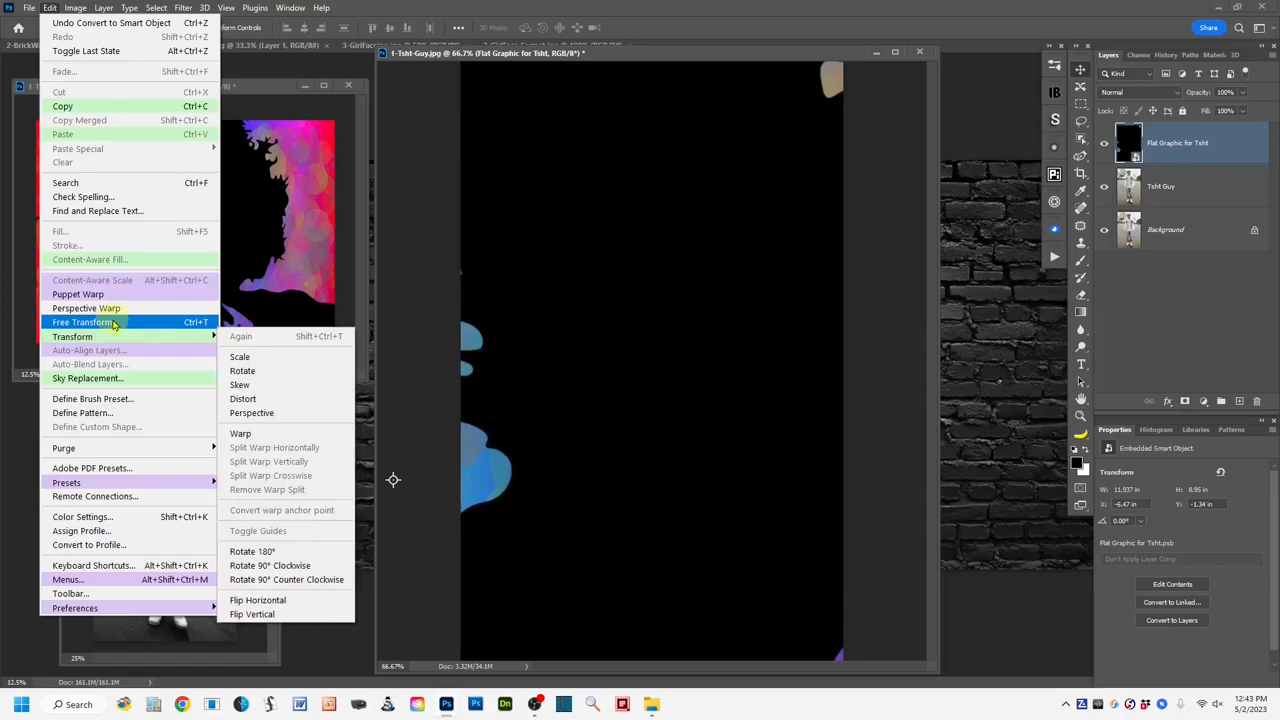 File Edit Image Layer Type Select Filter 3D View Plugins Window Help
Undo Convert to Smart Object Ctrl+Z
Redo Shift+Ctrl+Z
Toggle Last State Alt+Ctrl+Z
Fade... Shift+Ctrl+F
Cut Ctrl+X
Copy Ctrl+C
Copy Merged Shift+Ctrl+C
Paste Ctrl+V
Paste Special
Clear
Search Ctrl+F
Check Spelling...
Find and Replace Text...
Fill... Shift+F5
Stroke...
Content-Aware Fill...
Content-Aware Scale Alt+Shift+Ctrl+C
Puppet Warp
Perspective Warp
Free Transform Ctrl+T
Transform
Auto-Align Layers...
Auto-Blend Layers...
Sky Replacement...
Define Brush Preset...
Define Pattern...
Define Custom Shape...
Purge
Adobe PDF Presets...
Presets
Remote Connections...
Color Settings... Shift+Ctrl+K
Assign Profile...
Convert to Profile...
Keyboard Shortcuts... Alt+Shift+Ctrl+K
Menus... Alt+Shift+Ctrl+M
Toolbar...
Preferences
Again Shift+Ctrl+T
Scale
Rotate
Skew
Distort
Perspective
Warp
Split Warp Horizontally
Split Warp Vertically
Split Warp Crosswise
Remove Warp Split
Convert warp anchor point
Toggle Guides
Rotate 180°
Rotate 90° Clockwise
Rotate 90° Counter Clockwise
Flip Horizontal
Flip Vertical
3D Mode:
Share
1-Tsht-Guy.jpg @ 66.7% (Flat Graphic for Tsht, RGB/8*) *
66.67% Doc: 3.32M/34.1M
25%
12.5% Doc: 161.1M/161.1M
Layers Channel History Paths Materi 3D
Kind
Normal Opacity: 100%
Lock: Fill: 100%
Flat Graphic for Tsht
Tsht Guy
Background
Properties Histogram Libraries Patterns
Embedded Smart Object
Transform
W: 11.937 in H: 8.95 in
X: -6.47 in Y: -1.34 in
0.00°
Flat Graphic for Tsht.psb
Don't Apply Layer Comp
Edit Contents
Convert to Linked...
Convert to Layers
Search
12:43 PM
5/2/2023